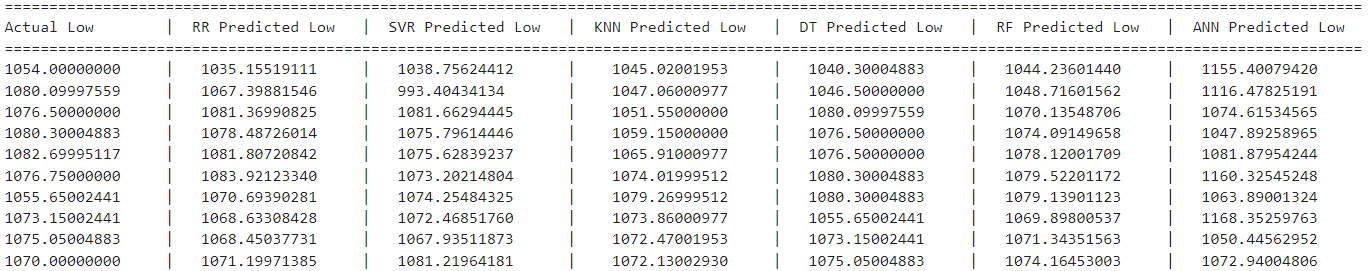 Actual Low | RR Predicted Low | SVR Predicted Low | KNN Predicted Low | DT Predicted Low | RF Predicted Low | ANN Predicted Low
1054.00000000 | 1035.15519111 | 1038.75624412 | 1045.02001953 | 1040.30004883 | 1044.23601440 | 1155.40079420
1080.09997559 | 1067.39881546 | 993.40434134 | 1047.06000977 | 1046.50000000 | 1048.71601562 | 1116.47825191
1076.50000000 | 1081.36990825 | 1081.66294445 | 1051.55000000 | 1080.09997559 | 1070.13548706 | 1074.61534565
1080.30004883 | 1078.48726014 | 1075.79614446 | 1059.15000000 | 1076.50000000 | 1074.09149658 | 1047.89258965
1082.69995117 | 1081.80720842 | 1075.62839237 | 1065.91000977 | 1076.50000000 | 1078.12001709 | 1081.87954244
1076.75000000 | 1083.92123340 | 1073.20214804 | 1074.01999512 | 1080.30004883 | 1079.52201172 | 1160.32545248
1055.65002441 | 1070.69390281 | 1074.25484325 | 1079.26999512 | 1080.30004883 | 1079.13901123 | 1063.89001324
1073.15002441 | 1068.63308428 | 1072.46851760 | 1073.86000977 | 1055.65002441 | 1069.89800537 | 1168.35259763
1075.05004883 | 1068.45037731 | 1067.93511873 | 1072.47001953 | 1073.15002441 | 1071.34351563 | 1050.44562952
1070.00000000 | 1071.19971385 | 1081.21964181 | 1072.13002930 | 1075.05004883 | 1074.16453003 | 1072.94004806